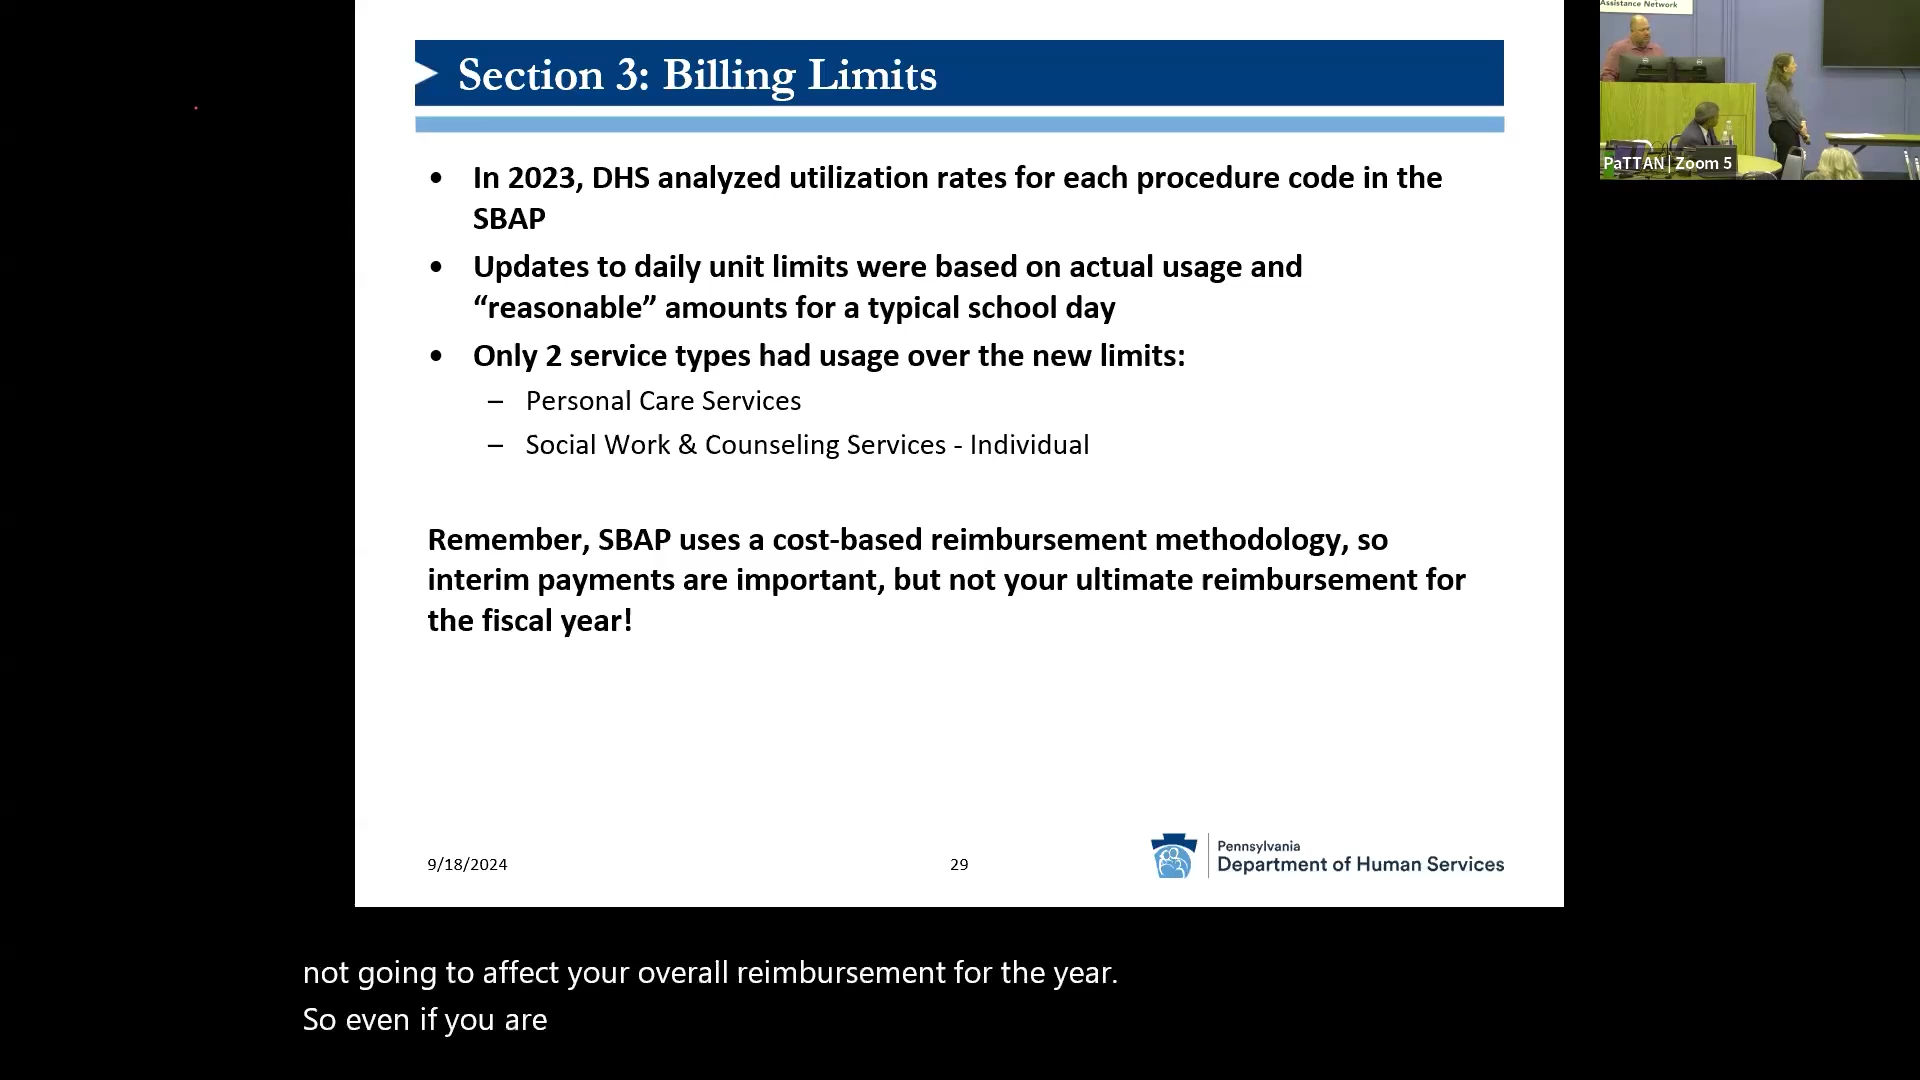 Assistance Network
Section 3: Billing Limits
• In 2023, DHS analyzed utilization rates for each procedure code in the
SBAP
• Updates to daily unit limits were based on actual usage and
“reasonable” amounts for a typical school day
• Only 2 service types had usage over the new limits:
– Personal Care Services
– Social Work & Counseling Services - Individual
PaTTAN | Zoom 5
Remember, SBAP uses a cost-based reimbursement methodology, so
interim payments are important, but not your ultimate reimbursement for
the fiscal year!
9/18/2024
29
Pennsylvania
Department of Human Services
not going to affect your overall reimbursement for the year.
So even if you are